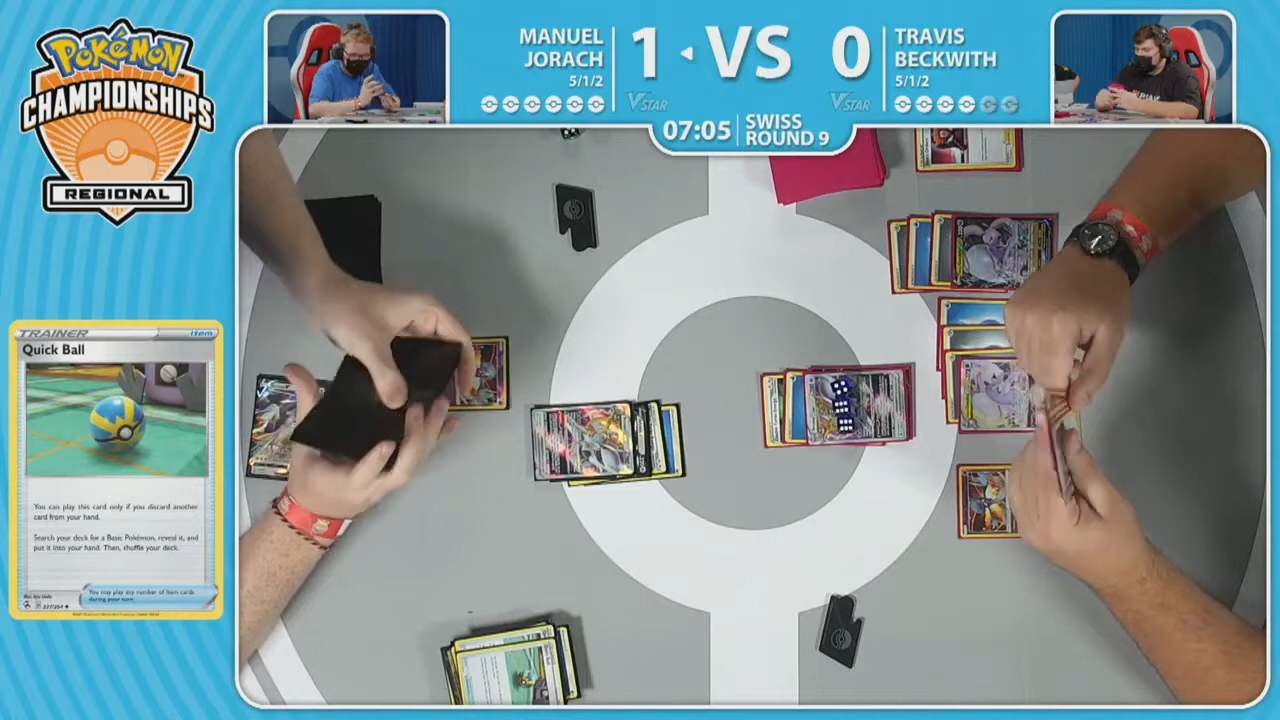 Pokémon
CHAMPIONSHIPS
REGIONAL
MANUEL
JORACH
5/1/2
1
VS
0
TRAVIS
BECKWITH
5/1/2
VSTAR
VSTAR
07:05
SWISS
ROUND 9
TRAINER
Item
Quick Ball
You can play this card only if you discard another
card from your hand.
Search your deck for a Basic Pokémon, reveal it, and
put it into your hand. Then, shuffle your deck.
You may play any number of Item cards
during your turn.
237/264